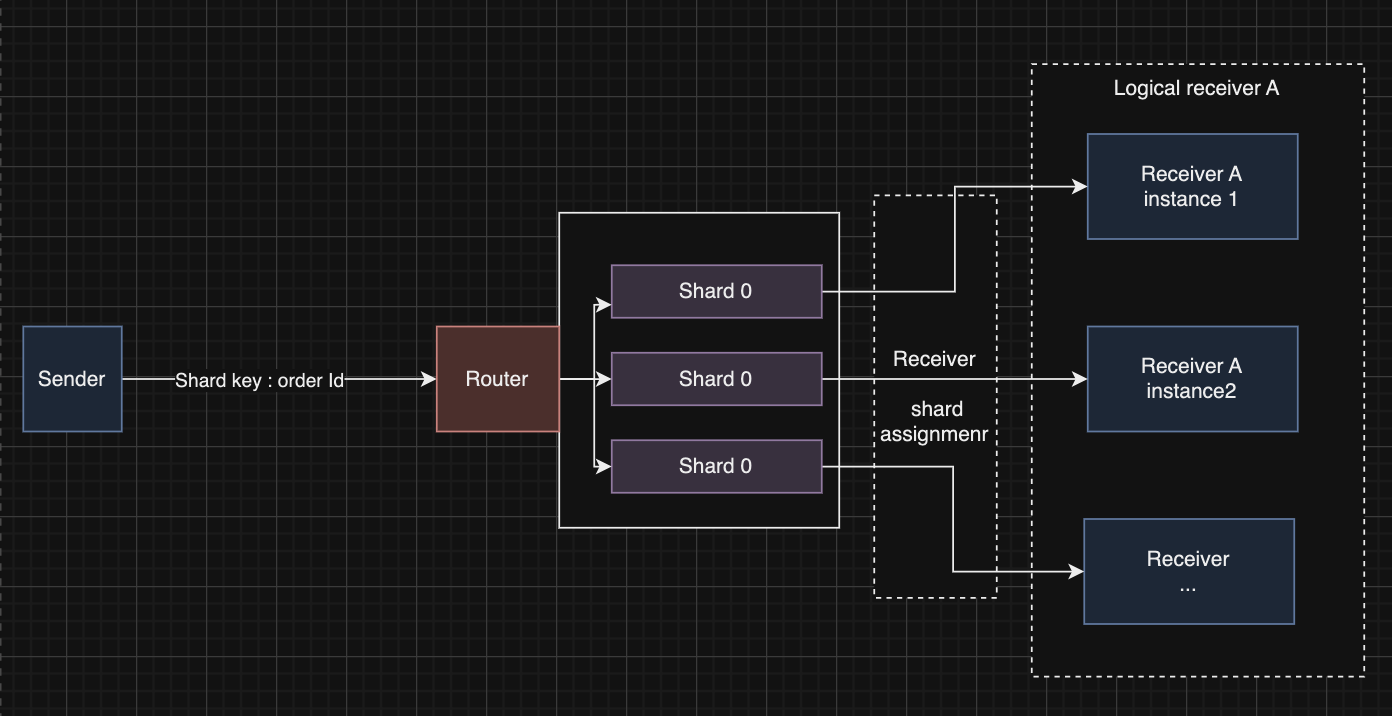 Logical receiver A
Receiver A
instance 1
Shard 0
Sender
Shard key : order Id
Router
Shard 0
Receiver
shard
assignmenr
Receiver A
instance2
Shard 0
Receiver
...